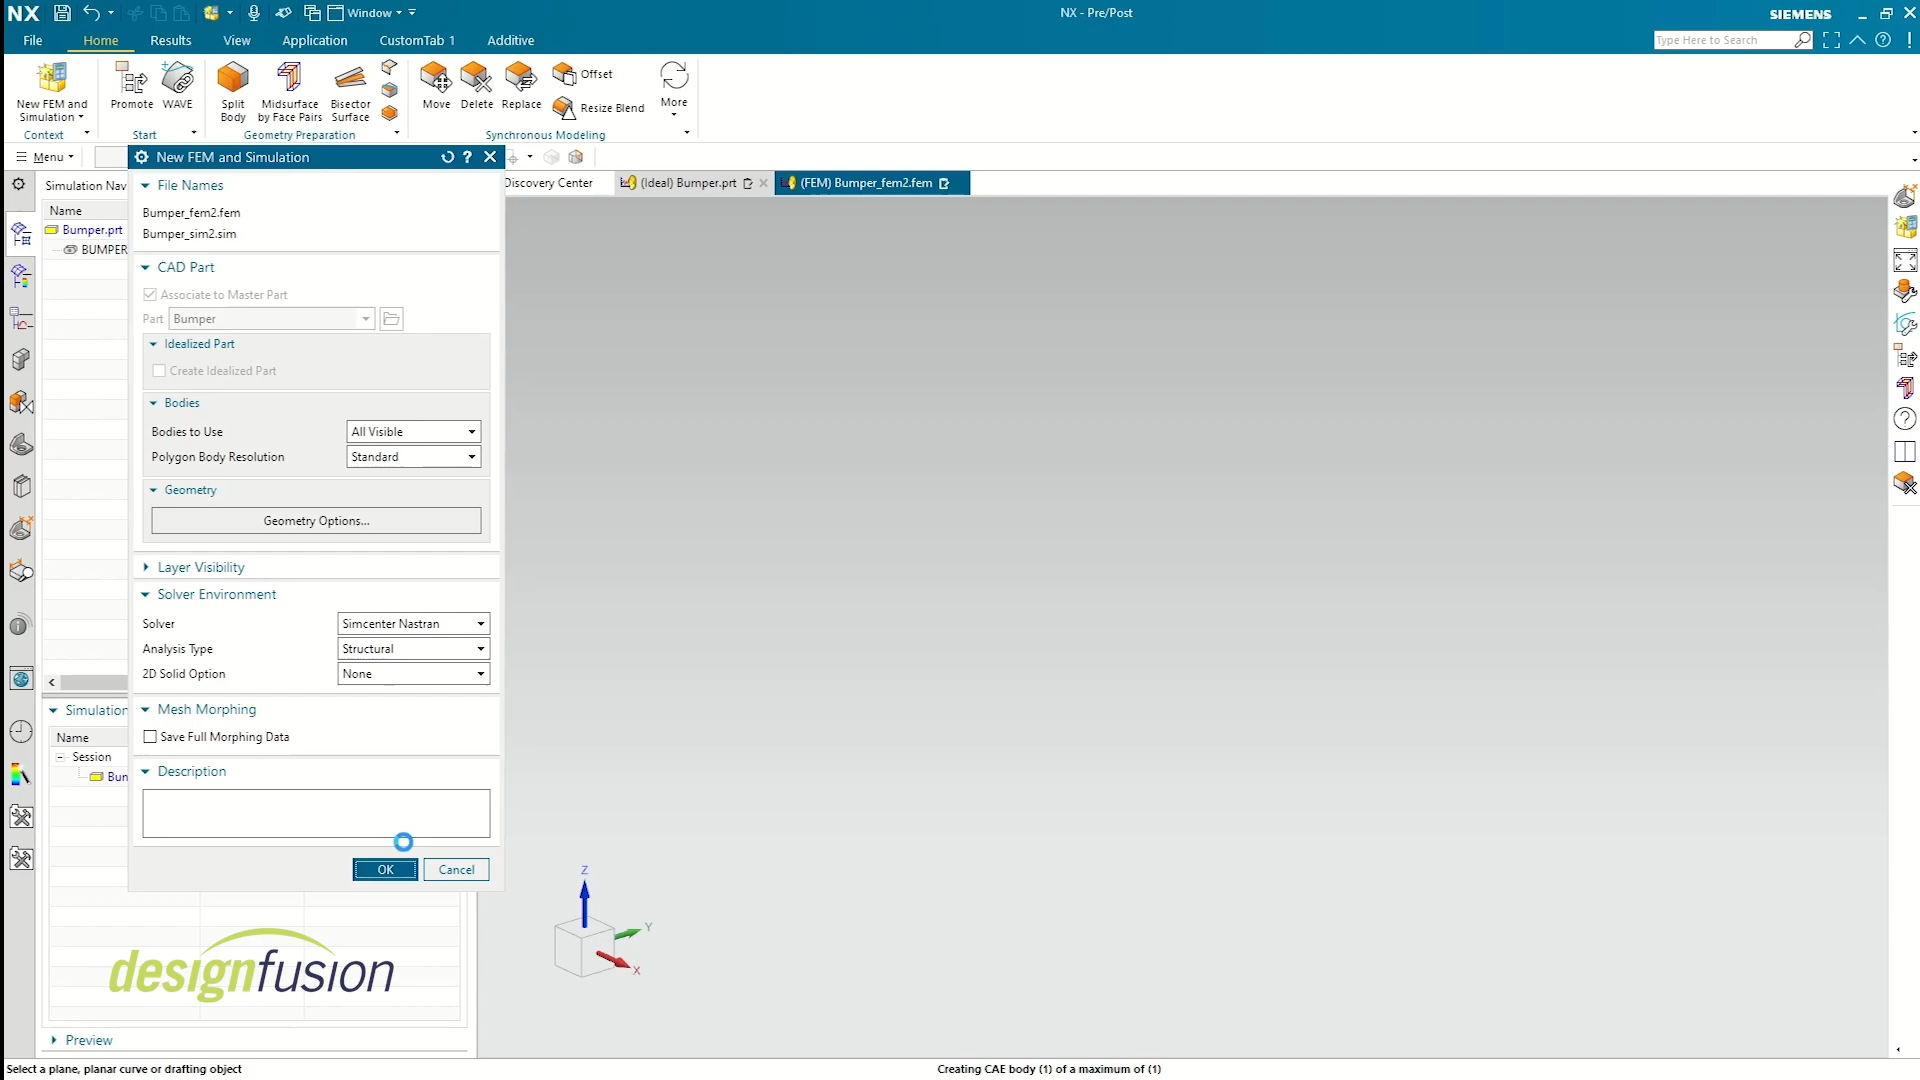 NX
Window
NX - Pre/Post
SIEMENS
File
Home
Results
View
Application
CustomTab 1
Additive
Type Here to Search
New FEM and
Simulation
Promote
WAVE
Split
Body
Midsurface
by Face Pairs
Bisector
Surface
Move
Delete
Replace
Offset
Resize Blend
More
Context
Start
Geometry Preparation
Synchronous Modeling
Menu
New FEM and Simulation
Simulation Nav
Discovery Center
(Ideal) Bumper.prt
(FEM) Bumper_fem2.fem
Name
Bumper.prt
BUMPER
File Names
Bumper_fem2.fem
Bumper_sim2.sim
CAD Part
Associate to Master Part
Part
Bumper
Idealized Part
Create Idealized Part
Bodies
Bodies to Use
All Visible
Polygon Body Resolution
Standard
Geometry
Geometry Options...
Layer Visibility
Solver Environment
Solver
Simcenter Nastran
Analysis Type
Structural
2D Solid Option
None
Mesh Morphing
Save Full Morphing Data
Description
OK
Cancel
Simulation
Name
Session
Bun
Z
Y
X
designfusion
Preview
Select a plane, planar curve or drafting object
Creating CAE body (1) of a maximum of (1)